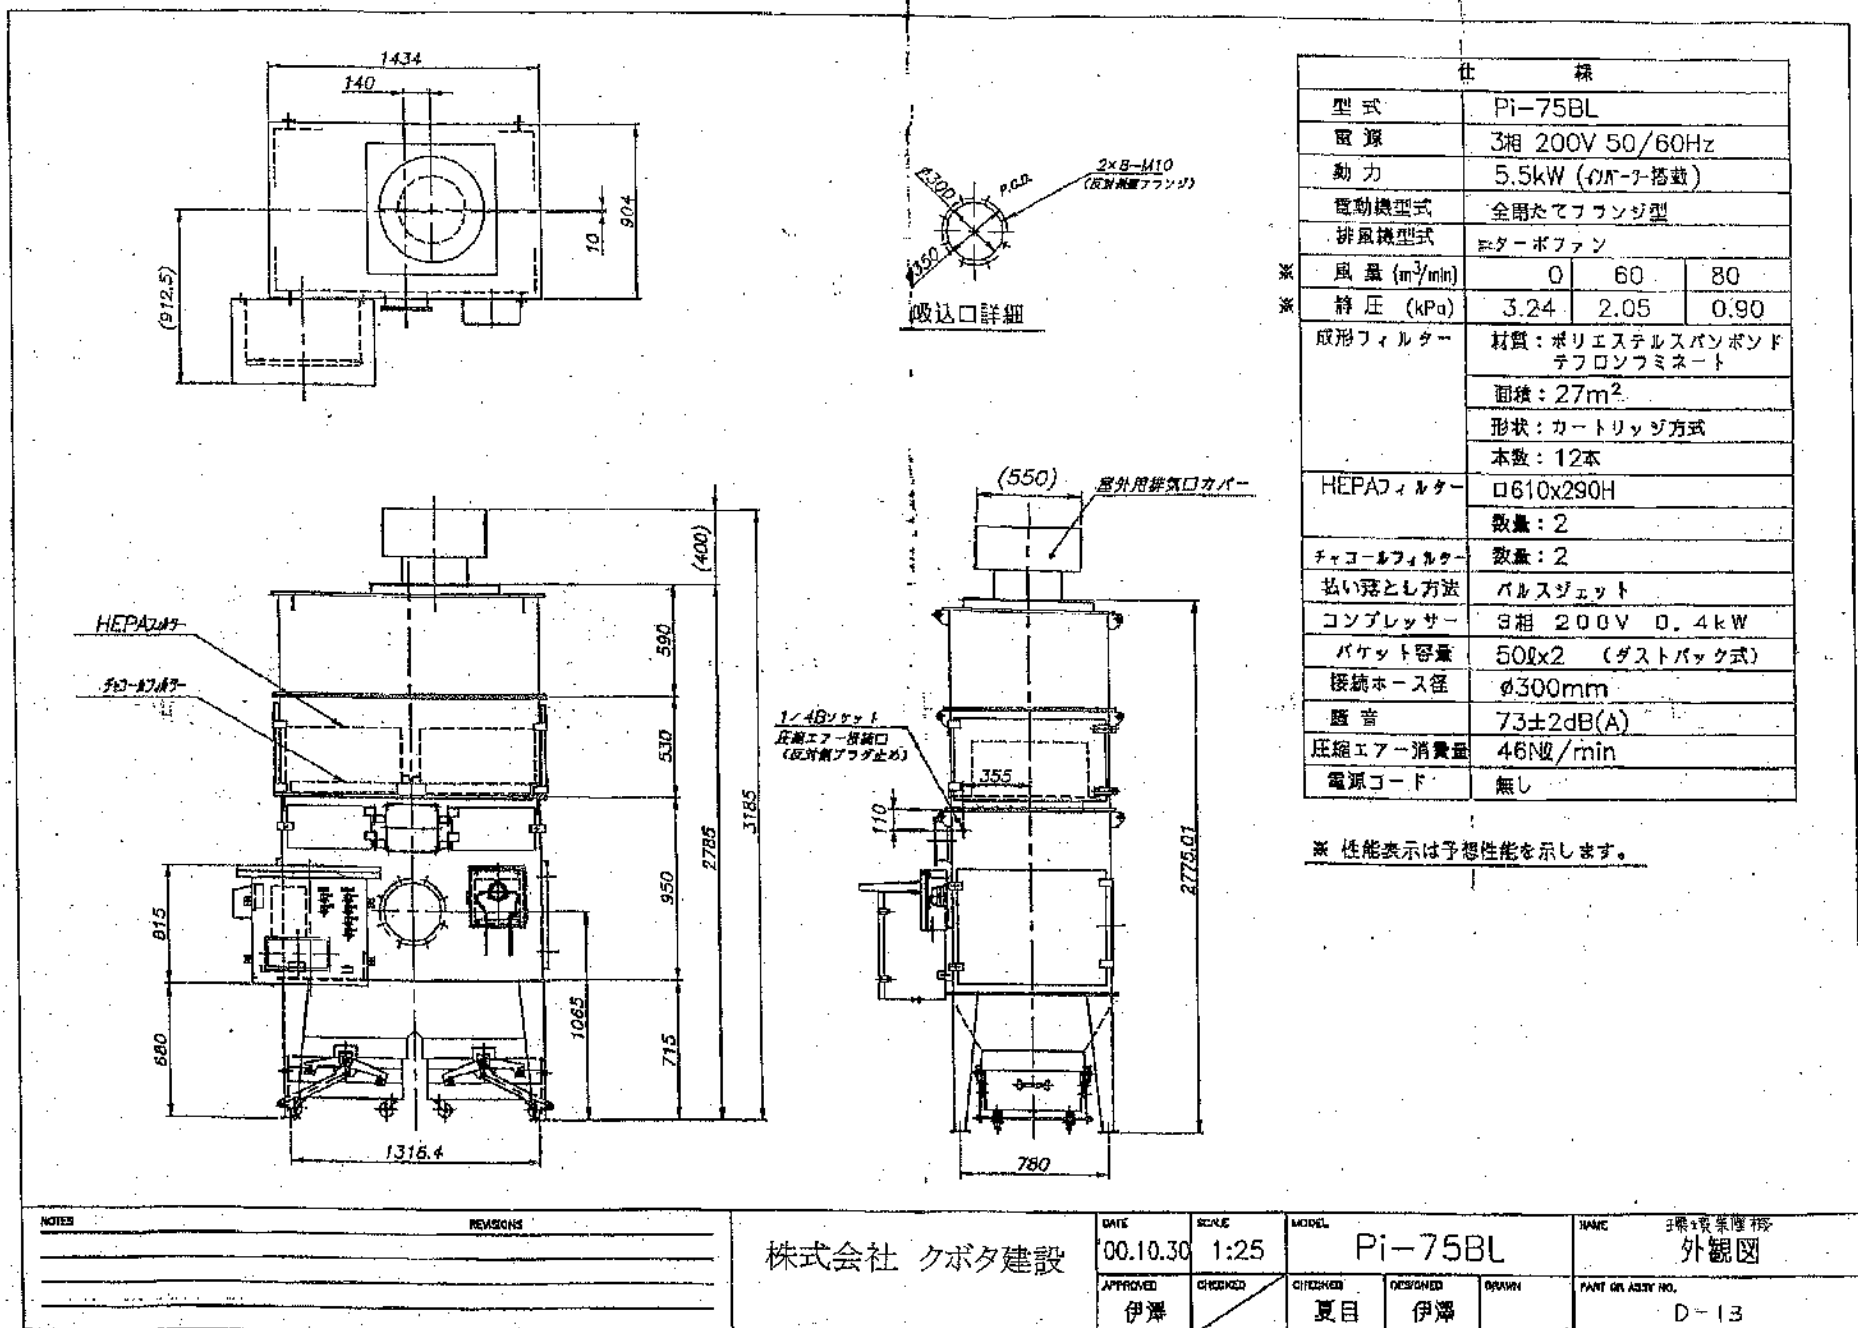 1434
140
904
10
(912.5)
ø300
P.C.D.
2×8-M10
(反対側面フランジ)
ø350
吸込口詳細
仕 様
型式 Pi-75BL
電源 3相 200V 50/60Hz
動力 5.5kW (インバーター搭載)
電動機型式 全閉たてフランジ型
排風機型式 ターボファン
※ 風量 (m³/min) 0 60 80
※ 静圧 (kPa) 3.24 2.05 0.90
成形フィルター 材質：ポリエステルスパンボンド
テフロンラミネート
面積：27m²
形状：カートリッジ方式
本数：12本
HEPAフィルター 口610x290H
数量：2
チャコールフィルター 数量：2
払い落とし方法 パルスジェット
コンプレッサー 3相 200V 0.4kW
バケット容量 50ℓx2 (ダストパック式)
接続ホース径 ø300mm
騒音 73±2dB(A)
圧縮エアー消費量 46Nℓ/min
電源コード 無し
※ 性能表示は予想性能を示します。
HEPAフィルター
チャコールフィルター
(400)
590
530
950
715
2785
3185
1065
815
680
1316.4
(550)
屋外用排気口カバー
1/4Bソケット
圧縮エアー接続口
(反対側プラグ止め)
355
110
2775.01
780
NOTES
REVISIONS
株式会社 クボタ建設
DATE 00.10.30
SCALE 1:25
MODEL Pi-75BL
NAME 環境集塵機
外観図
APPROVED 伊澤
CHECKED
CHECKED 夏目
DESIGNED 伊澤
DRAWN
PART OR ASSY NO. D-13